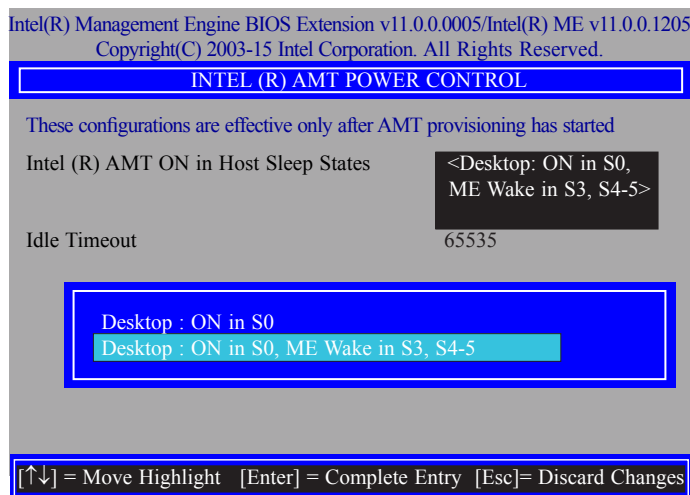 Intel(R) Management Engine BIOS Extension v11.0.0.0005/Intel(R) ME v11.0.0.1205
Copyright(C) 2003-15 Intel Corporation. All Rights Reserved.
INTEL (R) AMT POWER CONTROL
These configurations are effective only after AMT provisioning has started
Intel (R) AMT ON in Host Sleep States <Desktop: ON in S0,
ME Wake in S3, S4-5>
Idle Timeout 65535
Desktop : ON in S0
Desktop : ON in S0, ME Wake in S3, S4-5
[↑↓] = Move Highlight [Enter] = Complete Entry [Esc]= Discard Changes